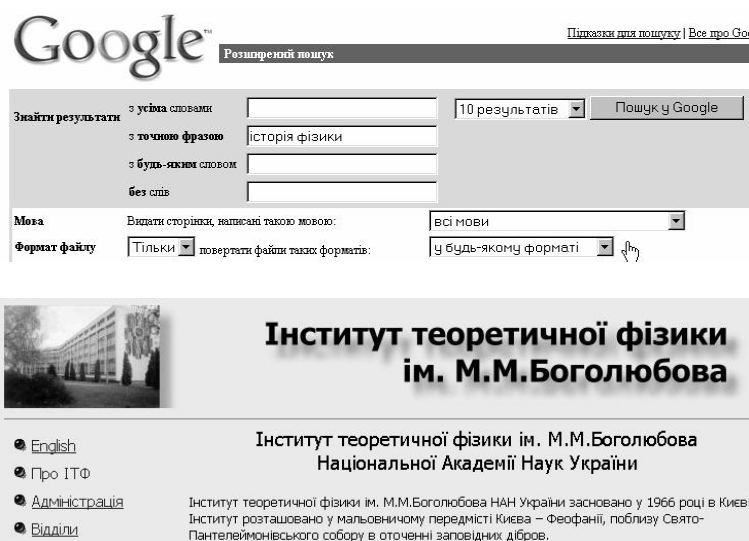 Google™
Підказки для пошуку | Все про Goo
Розширений пошук
Знайти результати
з усіма словами
10 результатів
Пошук у Google
з точною фразою
історія фізики
з будь-яким словом
без слів
Мова
Видати сторінки, написані такою мовою:
всі мови
Формат файлу
Тільки
повертати файли таких форматів:
у будь-якому форматі
Інститут теоретичної фізики
ім. М.М.Боголюбова
English
Про ІТФ
Адміністрація
Відділи
Інститут теоретичної фізики ім. М.М.Боголюбова
Національної Академії Наук України
Інститут теоретичної фізики ім. М.М.Боголюбова НАН України засновано у 1966 році в Києв
Інститут розташовано у мальовничому передмісті Києва – Феофанії, поблизу Свято-
Пантелеймонівського собору в оточенні заповідних дібров.